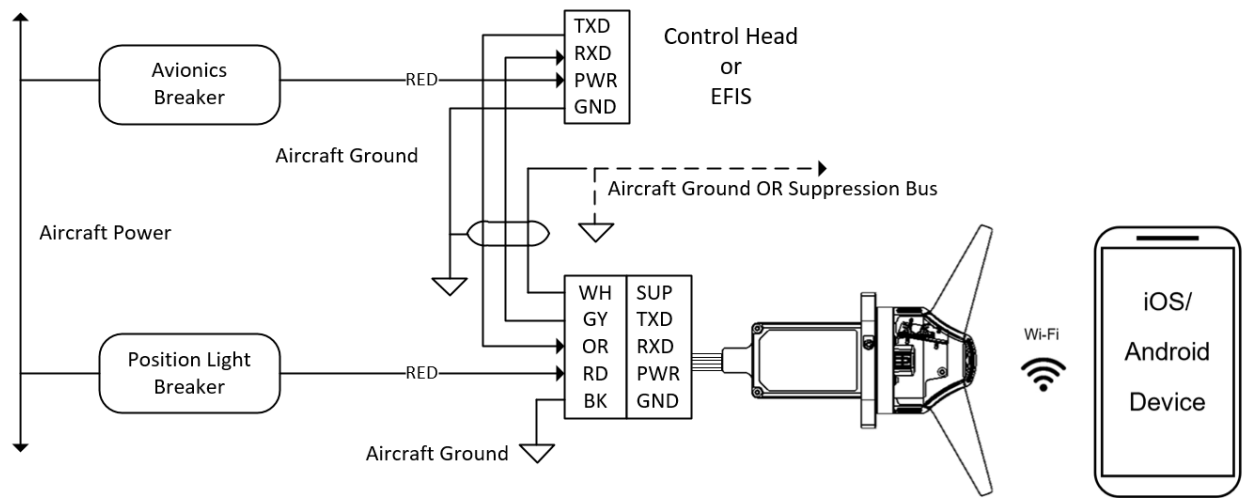 TXD
RXD
PWR
GND
Control Head
or
EFIS
Avionics
Breaker
RED
Aircraft Ground
Aircraft Ground OR Suppression Bus
Aircraft Power
WH SUP
GY TXD
OR RXD
RD PWR
BK GND
Position Light
Breaker
RED
Aircraft Ground
Wi-Fi
iOS/
Android
Device